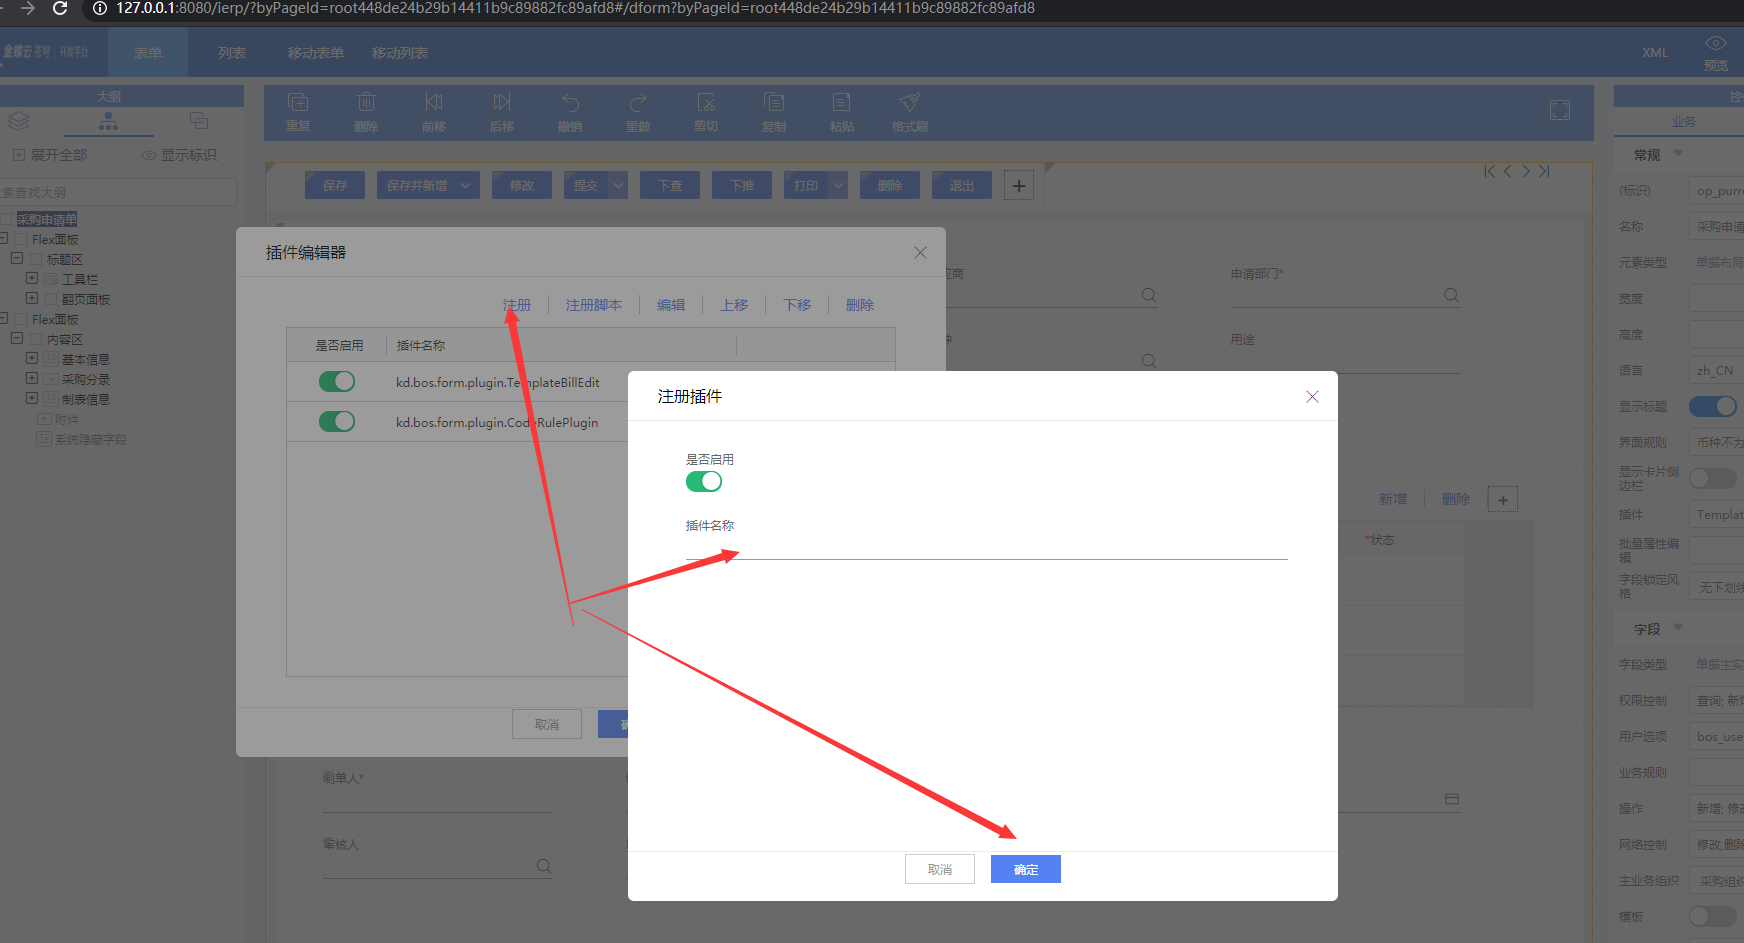 127.0.0.1:8080/ierp/?byPageId=root448de24b29b14411b9c89882fc89afd8#/dform?byPageId=root448de24b29b14411b9c89882fc89afd8
表单
列表
移动表单
移动列表
XML
预览
大纲
展开全部
显示标识
索查找大纲
采购申请单
Flex面板
标题区
工具栏
翻页面板
Flex面板
内容区
基本信息
采购分录
制表信息
附件
系统隐藏字段
重复
删除
前移
后移
撤销
重做
剪切
复制
粘贴
格式刷
保存
保存并新增
修改
提交
下查
下推
打印
删除
退出
应商
申请部门*
用途
新增
删除
*状态
制单人*
审核人
插件编辑器
注册
注册脚本
编辑
上移
下移
删除
是否启用
插件名称
kd.bos.form.plugin.TemplateBillEdit
kd.bos.form.plugin.CodeRulePlugin
取消
注册插件
是否启用
插件名称
取消
确定
控
业务
常规
(标识)
op_purre
名称
采购申请
元素类型
单据布局
宽度
高度
语言
zh_CN
显示标题
界面规则
币种不为
显示卡片侧
边栏
插件
Templat
批量属性编
辑
字段锁定风
格
无下划线
字段
字段类型
单据主实
权限控制
查询; 新增
用户选项
bos_use
业务规则
操作
新增; 修改
网络控制
修改,删除
主业务组织
采购组织
模板